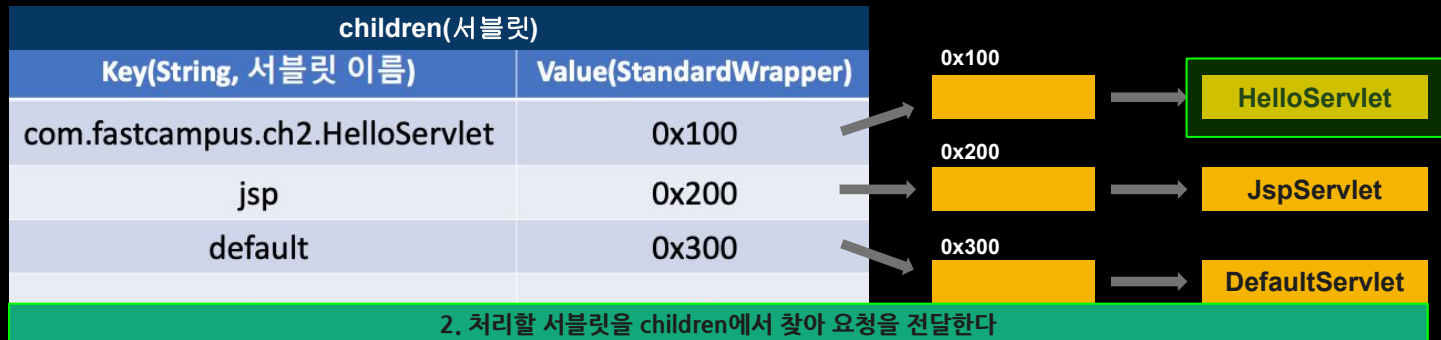 children(서블릿)
Key(String, 서블릿 이름) Value(StandardWrapper)
com.fastcampus.ch2.HelloServlet 0x100
jsp 0x200
default 0x300
0x100
HelloServlet
0x200
JspServlet
0x300
DefaultServlet
2. 처리할 서블릿을 children에서 찾아 요청을 전달한다